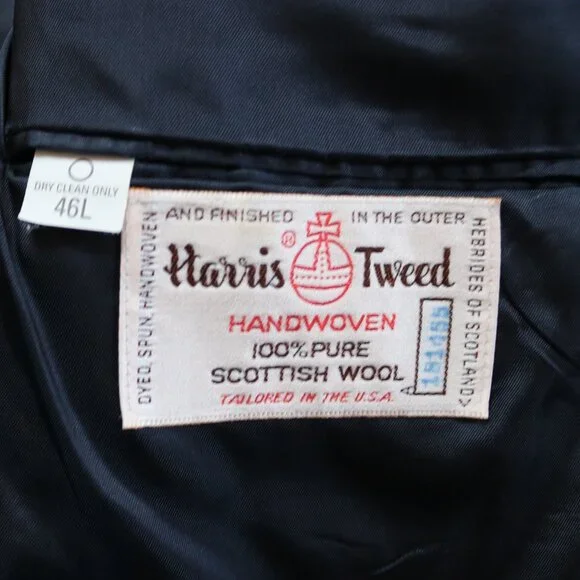 DRY CLEAN ONLY
46L
DYED, SPUN, HANDWOVEN
AND FINISHED IN THE OUTER
HEBRIDES OF SCOTLAND>
Harris ® Tweed
HANDWOVEN
100% PURE
SCOTTISH WOOL
TAILORED IN THE U.S.A.